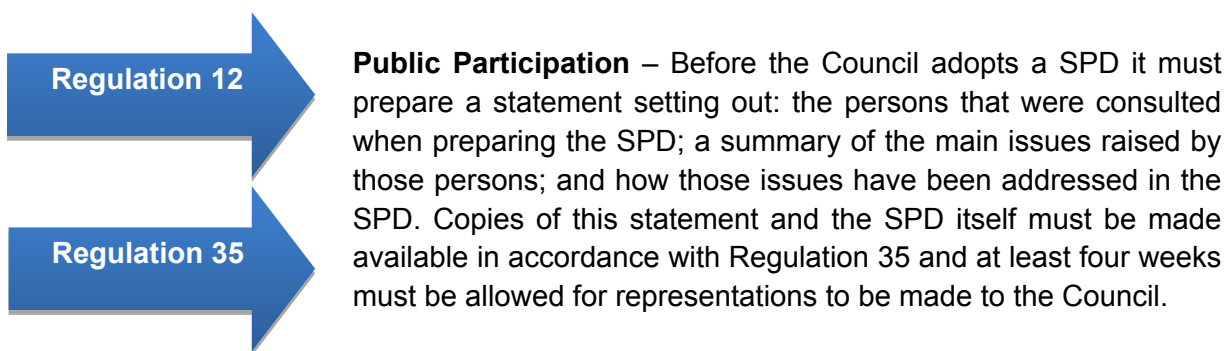 Regulation 12
Regulation 35
Public Participation – Before the Council adopts a SPD it must
prepare a statement setting out: the persons that were consulted
when preparing the SPD; a summary of the main issues raised by
those persons; and how those issues have been addressed in the
SPD. Copies of this statement and the SPD itself must be made
available in accordance with Regulation 35 and at least four weeks
must be allowed for representations to be made to the Council.